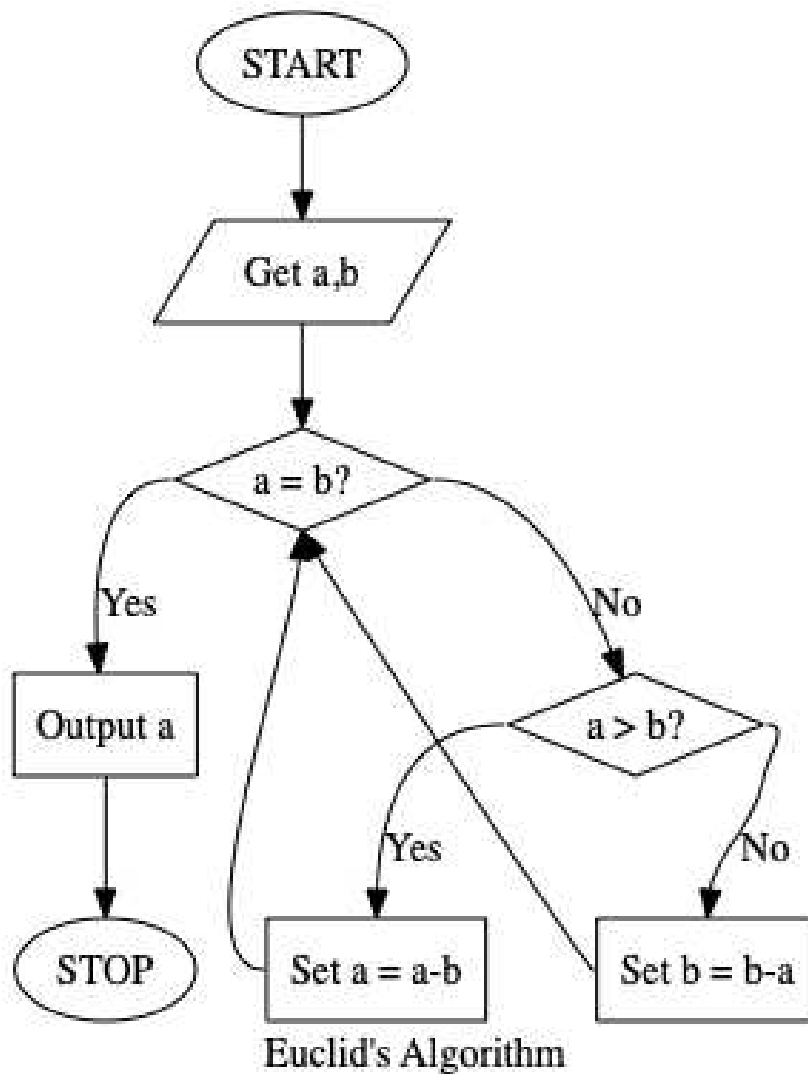 START
Get a,b
a = b?
Yes
No
Output a
a > b?
Yes
No
STOP
Set a = a-b
Set b = b-a
Euclid's Algorithm